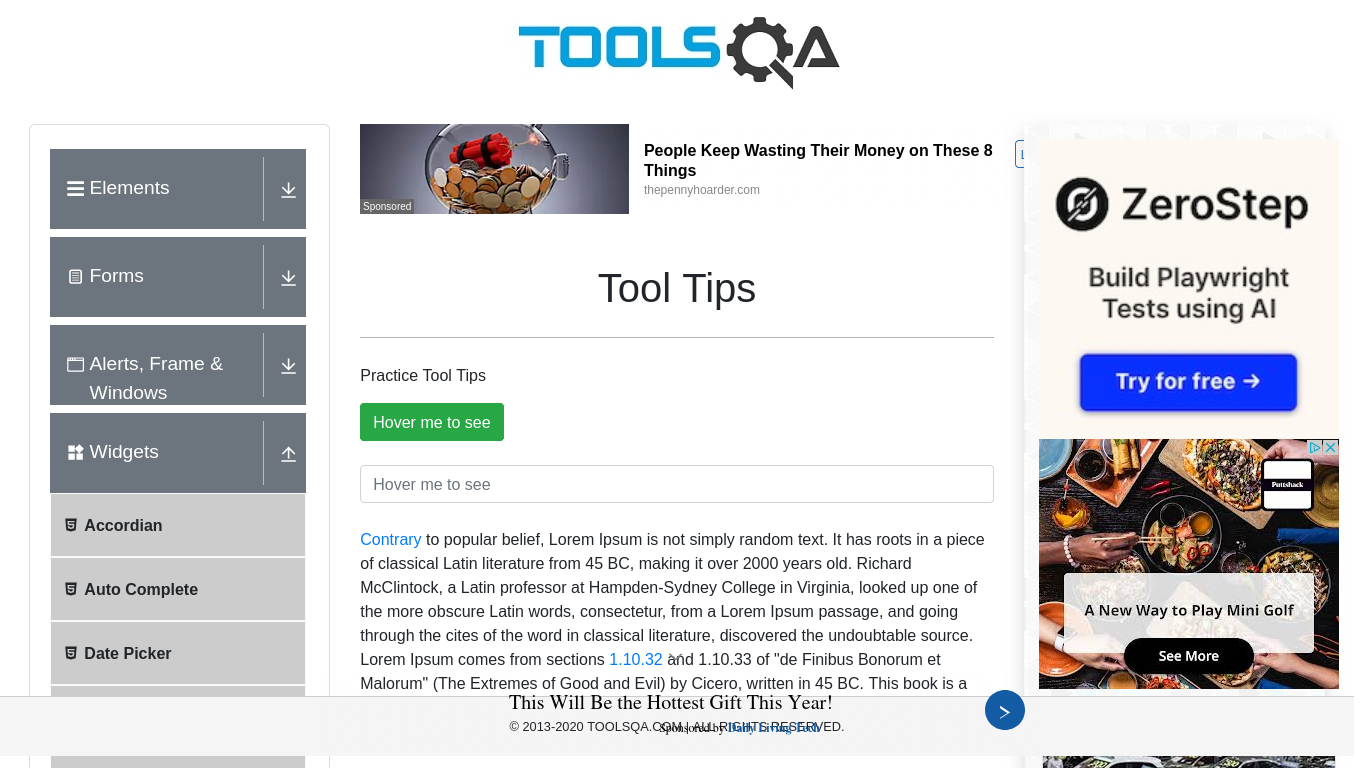 TOOLSQA
Elements
Forms
Alerts, Frame &
Windows
Widgets
Accordian
Auto Complete
Date Picker
Sponsored
People Keep Wasting Their Money on These 8
Things
thepennyhoarder.com
Tool Tips
Practice Tool Tips
Hover me to see
Hover me to see
Contrary to popular belief, Lorem Ipsum is not simply random text. It has roots in a piece
of classical Latin literature from 45 BC, making it over 2000 years old. Richard
McClintock, a Latin professor at Hampden-Sydney College in Virginia, looked up one of
the more obscure Latin words, consectetur, from a Lorem Ipsum passage, and going
through the cites of the word in classical literature, discovered the undoubtable source.
Lorem Ipsum comes from sections 1.10.32 and 1.10.33 of "de Finibus Bonorum et
Malorum" (The Extremes of Good and Evil) by Cicero, written in 45 BC. This book is a
This Will Be the Hottest Gift This Year!
© 2013-2020 TOOLSQA.COM | ALL RIGHTS RESERVED.
Sponsored by Daily Living Tech
ZeroStep
Build Playwright
Tests using AI
Try for free →
Puttshack
A New Way to Play Mini Golf
See More